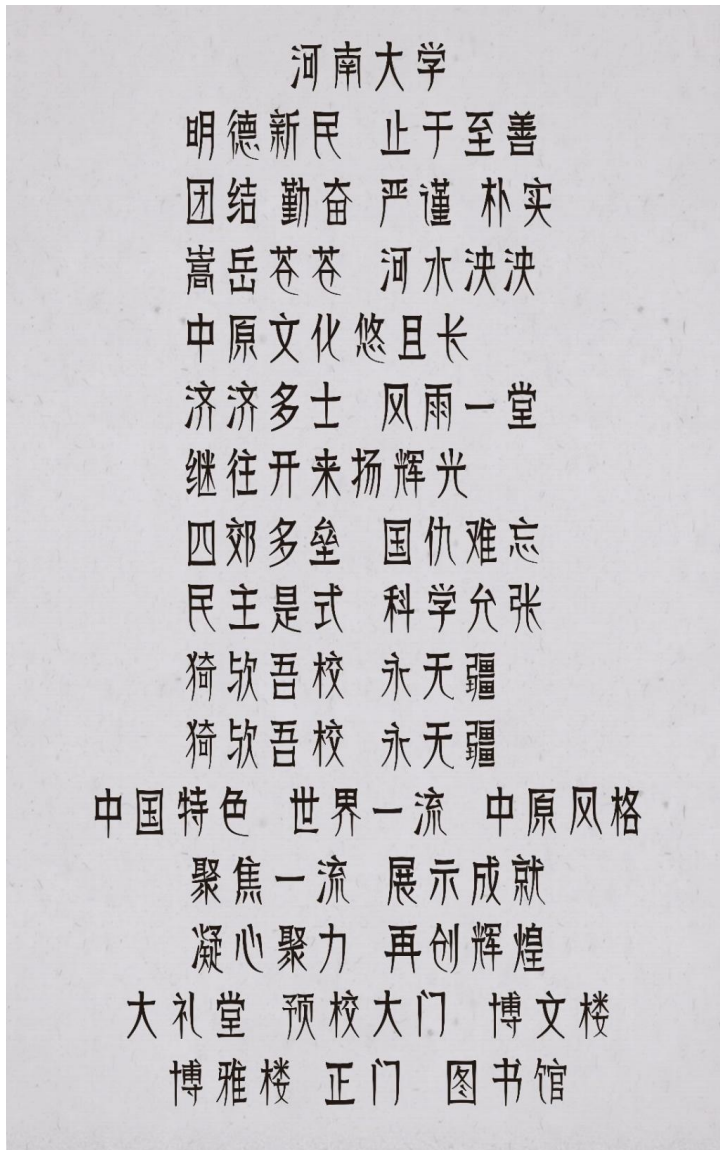 河南大学
明德新民 止于至善
团结 勤奋 严谨 朴实
嵩岳苍苍 河水泱泱
中原文化悠且长
济济多士 风雨一堂
继往开来扬辉光
四郊多垒 国仇难忘
民主是式 科学允张
猗欤吾校 永无疆
猗欤吾校 永无疆
中国特色 世界一流 中原风格
聚焦一流 展示成就
凝心聚力 再创辉煌
大礼堂 预校大门 博文楼
博雅楼 正门 图书馆